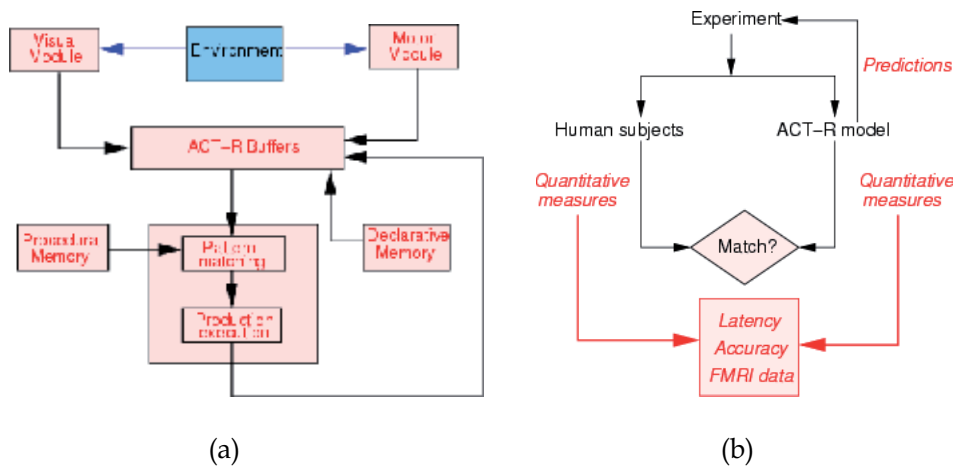 Visual
Module
Environment
Motor
Module
ACT-R Buffers
Procedural
Memory
Pattern
matching
Declarative
Memory
Production
execution
(a)
Experiment
Predictions
Human subjects
ACT-R model
Quantitative
measures
Quantitative
measures
Match?
Latency
Accuracy
FMRI data
(b)